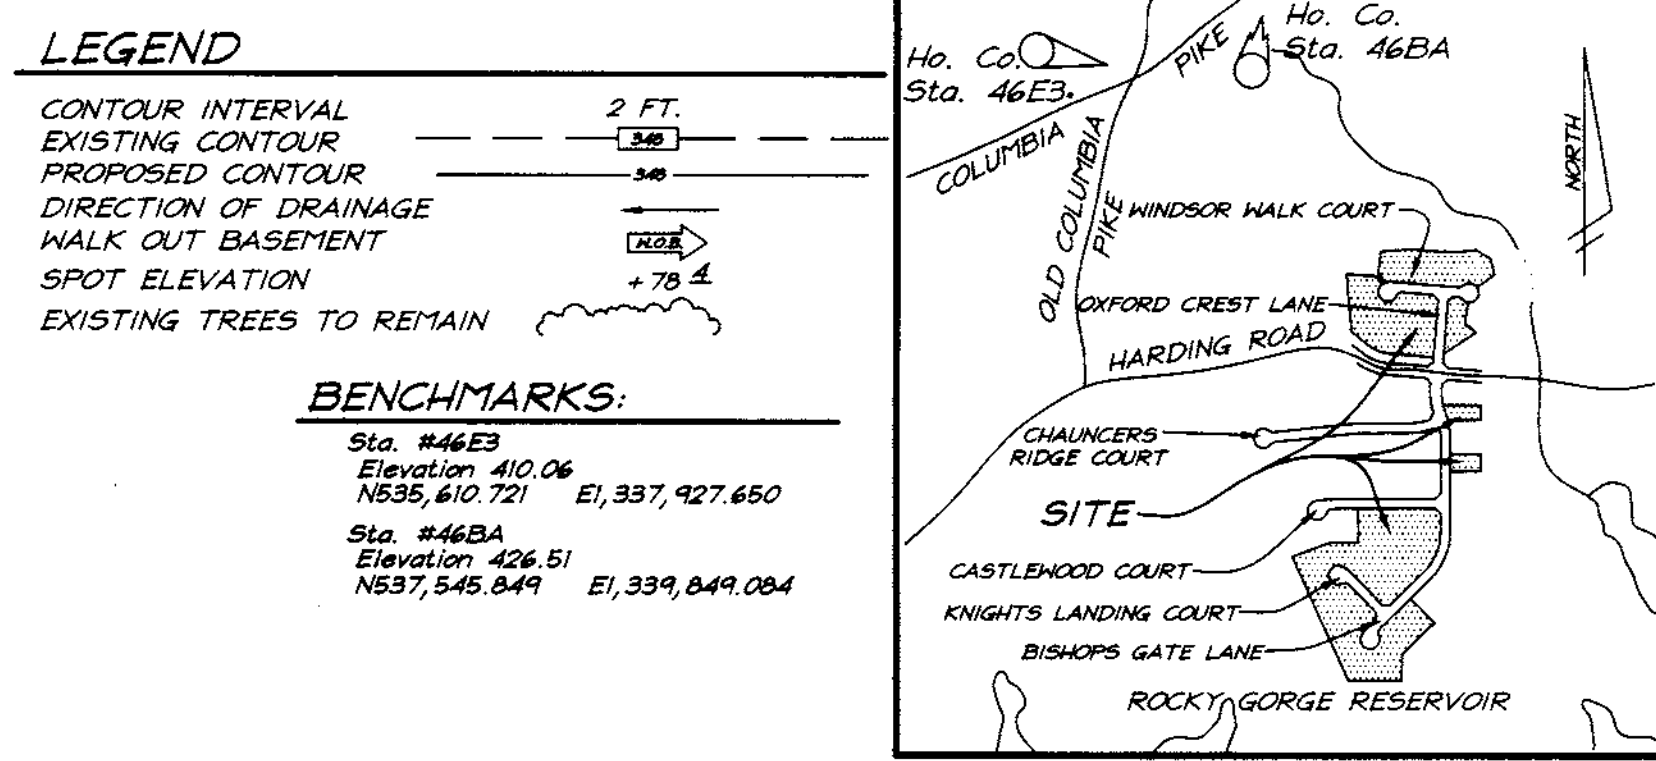 LEGEND
CONTOUR INTERVAL 2 FT.
EXISTING CONTOUR 348
PROPOSED CONTOUR 348
DIRECTION OF DRAINAGE
WALK OUT BASEMENT W.O.B.
SPOT ELEVATION +78 4
EXISTING TREES TO REMAIN
BENCHMARKS:
Sta. #46E3
Elevation 410.06
N535,610.721 E1,337,927.650
Sta. #46BA
Elevation 426.51
N537,545.849 E1,339,849.084
Ho. Co.
Sta. 46E3.
Ho. Co.
Sta. 46BA
COLUMBIA PIKE
OLD COLUMBIA
PIKE
NORTH
WINDSOR WALK COURT
OXFORD CREST LANE
HARDING ROAD
CHAUNCERS
RIDGE COURT
SITE
CASTLEWOOD COURT
KNIGHTS LANDING COURT
BISHOPS GATE LANE
ROCKY GORGE RESERVOIR